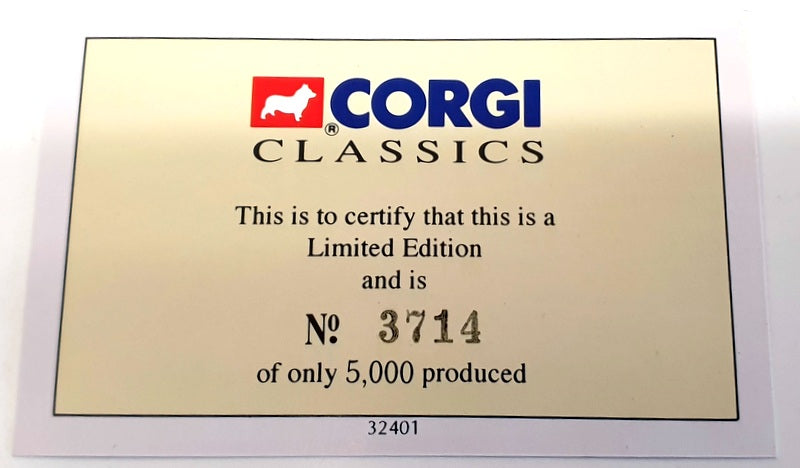 CORGI
®
CLASSICS
This is to certify that this is a
Limited Edition
and is
Nº 3714
of only 5,000 produced
32401